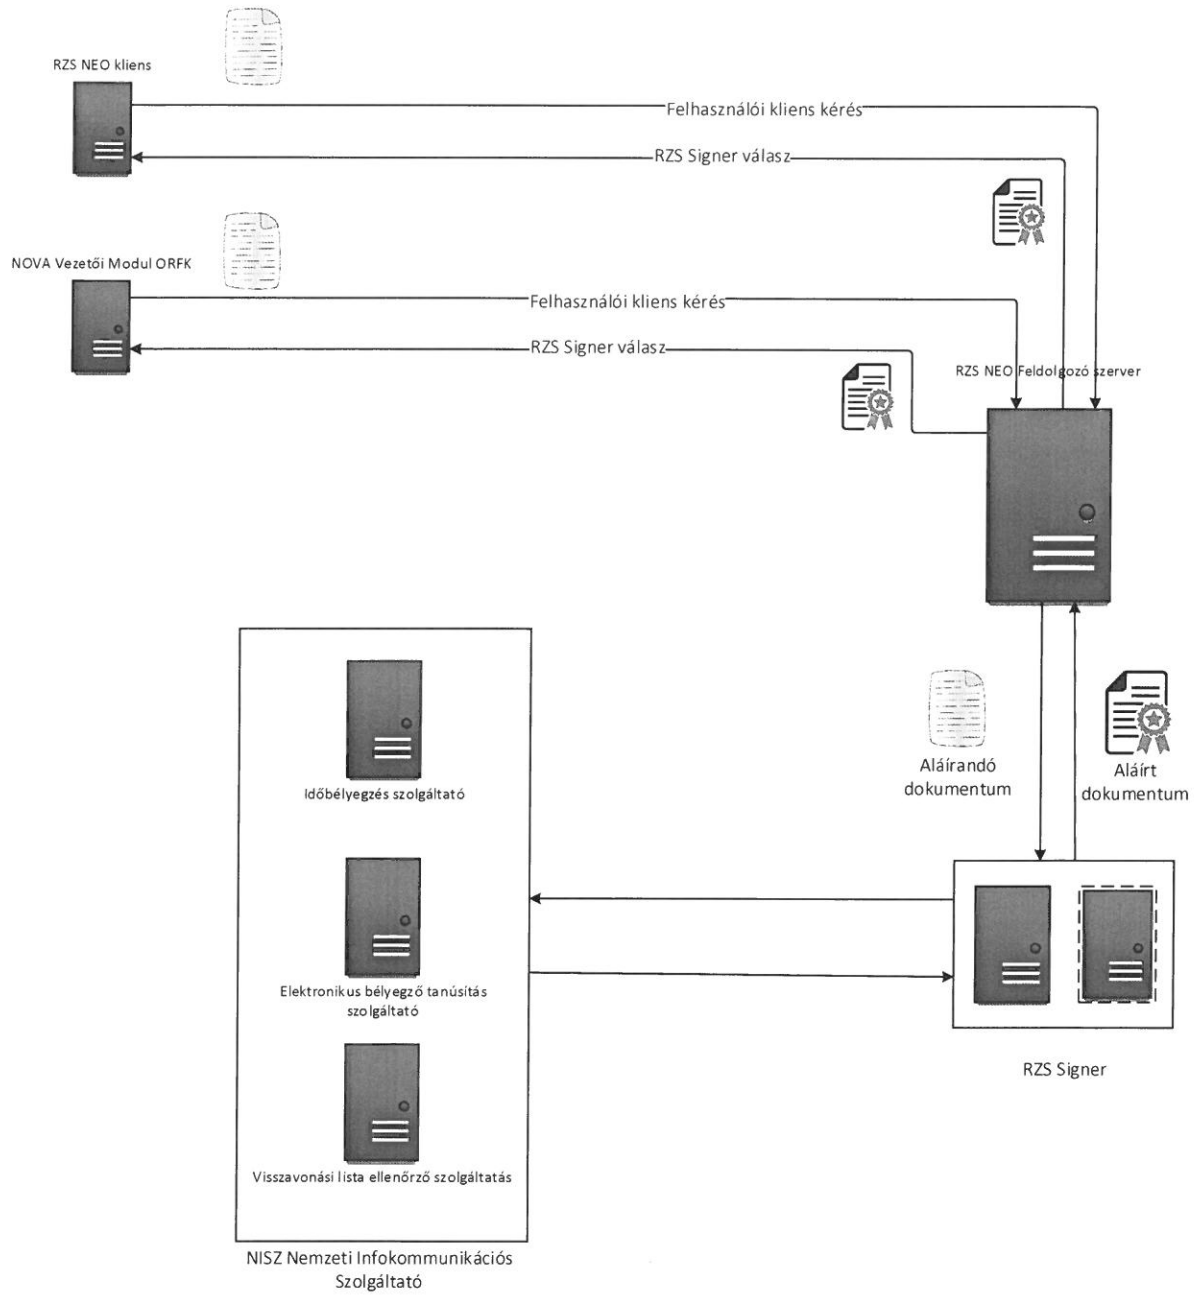 RZS NEO kliens
Felhasználói kliens kérés
RZS Signer válasz
NOVA Vezetői Modul ORFK
Felhasználói kliens kérés
RZS Signer válasz
RZS NEO Feldolgozó szerver
Aláírandó
dokumentum
Aláírt
dokumentum
Időbélyegzés szolgáltató
Elektronikus bélyegző tanúsítás
szolgáltató
RZS Signer
Visszavonási lista ellenőrző szolgáltatás
NISZ Nemzeti Infokommunikációs
Szolgáltató